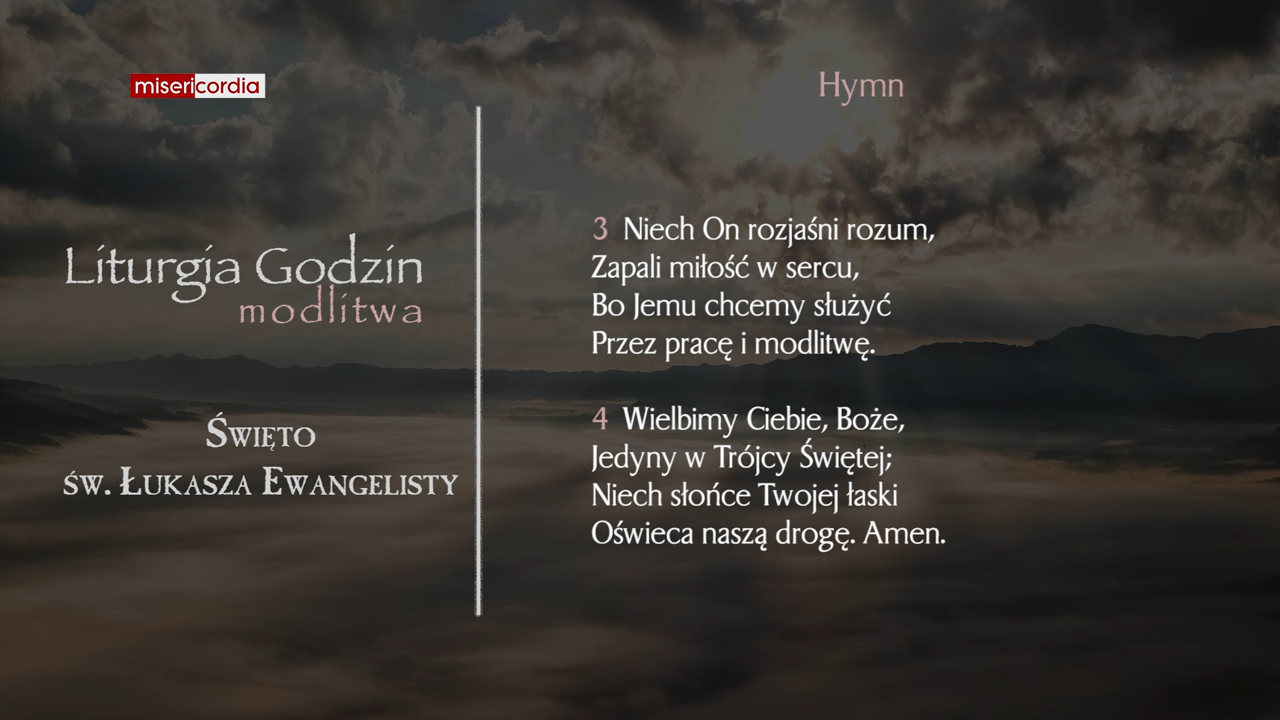 misericordia
Liturgia Godzin
modlitwa
Święto
św. Łukasza Ewangelisty
Hymn
3 Niech On rozjaśni rozum,
Zapali miłość w sercu,
Bo Jemu chcemy służyć
Przez pracę i modlitwę.
4 Wielbimy Ciebie, Boże,
Jedyny w Trójcy Świętej;
Niech słońce Twojej łaski
Oświeca naszą drogę. Amen.